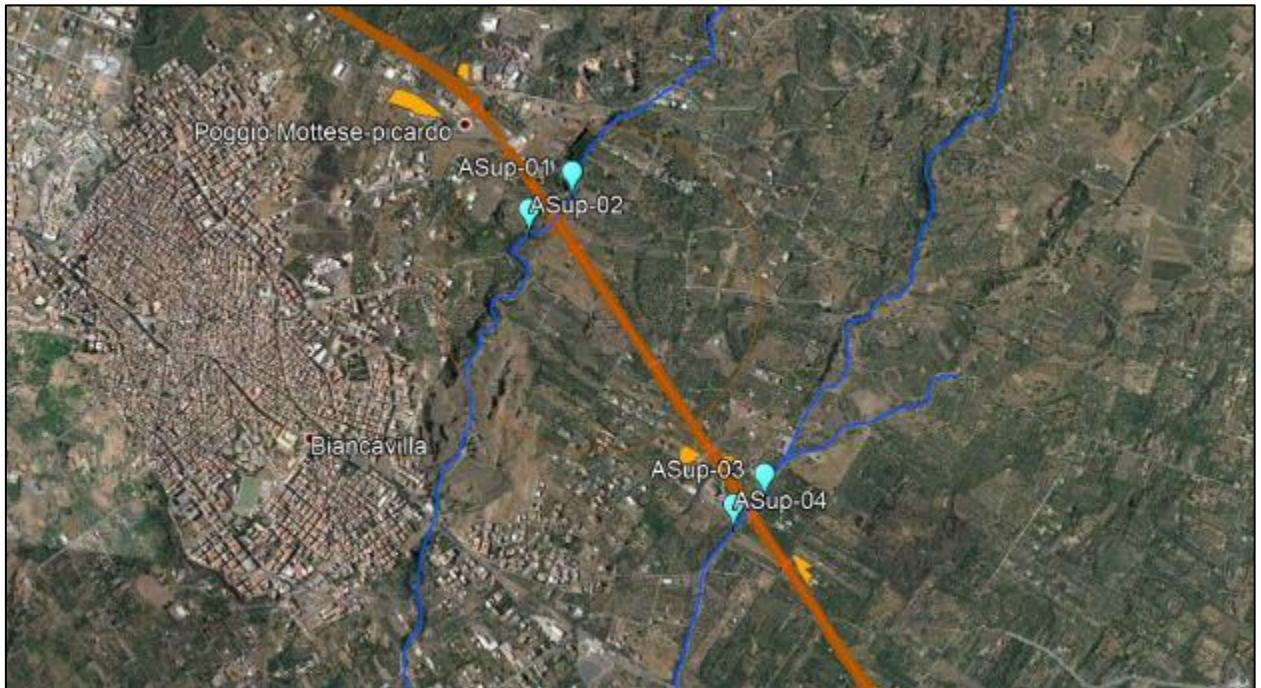 Poggio Mottese-picardo
ASup-01
ASup-02
Biancavilla
ASup-03
ASup-04